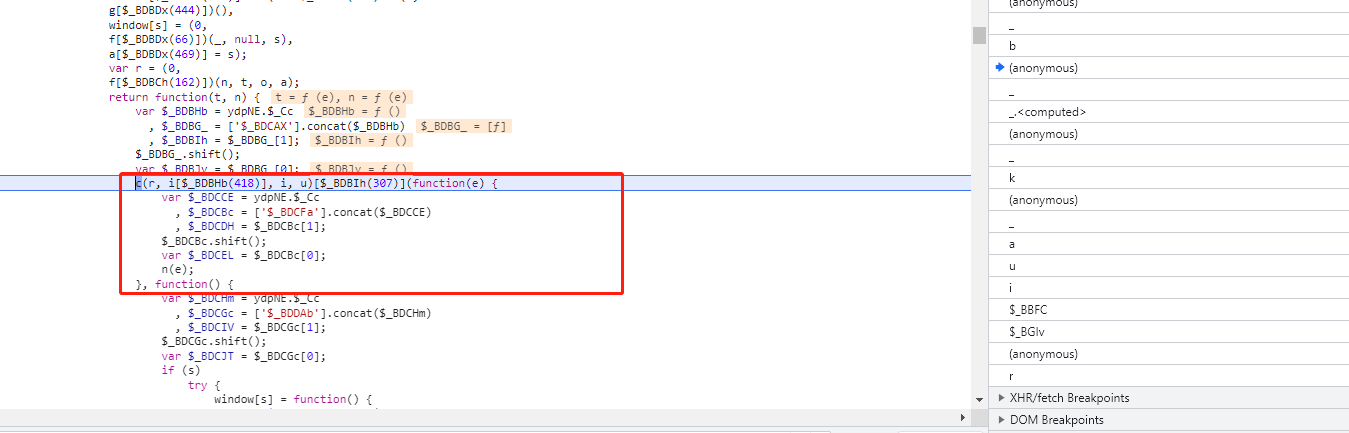 g[$_BDBDx(444)])(),
window[s] = (0,
f[$_BDBDx(66)])(_, null, s),
a[$_BDBDx(469)] = s);
var r = (0,
f[$_BDBCh(162)])(n, t, o, a);
return function(t, n) { t = ƒ (e), n = ƒ (e)
var $_BDBHb = ydpNE.$_Cc $_BDBHb = ƒ ()
, $_BDBG_ = ['$_BDCAX'].concat($_BDBHb) $_BDBG_ = [ƒ]
, $_BDBIh = $_BDBG_[1]; $_BDBIh = ƒ ()
$_BDBG_.shift();
var $_BDBJv = $_BDBG_[0]; $_BDBJv = ƒ ()
c(r, i[$_BDBHb(418)], i, u)[$_BDBIh(307)](function(e) {
var $_BDCCE = ydpNE.$_Cc
, $_BDCBc = ['$_BDCFa'].concat($_BDCCE)
, $_BDCDH = $_BDCBc[1];
$_BDCBc.shift();
var $_BDCEL = $_BDCBc[0];
n(e);
}, function() {
var $_BDCHm = ydpNE.$_Cc
, $_BDCGc = ['$_BDDAb'].concat($_BDCHm)
, $_BDCIV = $_BDCGc[1];
$_BDCGc.shift();
var $_BDCJT = $_BDCGc[0];
if (s)
try {
window[s] = function() {
(anonymous)
_
b
(anonymous)
_
_.<computed>
(anonymous)
_
k
(anonymous)
_
a
u
i
$_BBFC
$_BGIv
(anonymous)
r
XHR/fetch Breakpoints
DOM Breakpoints